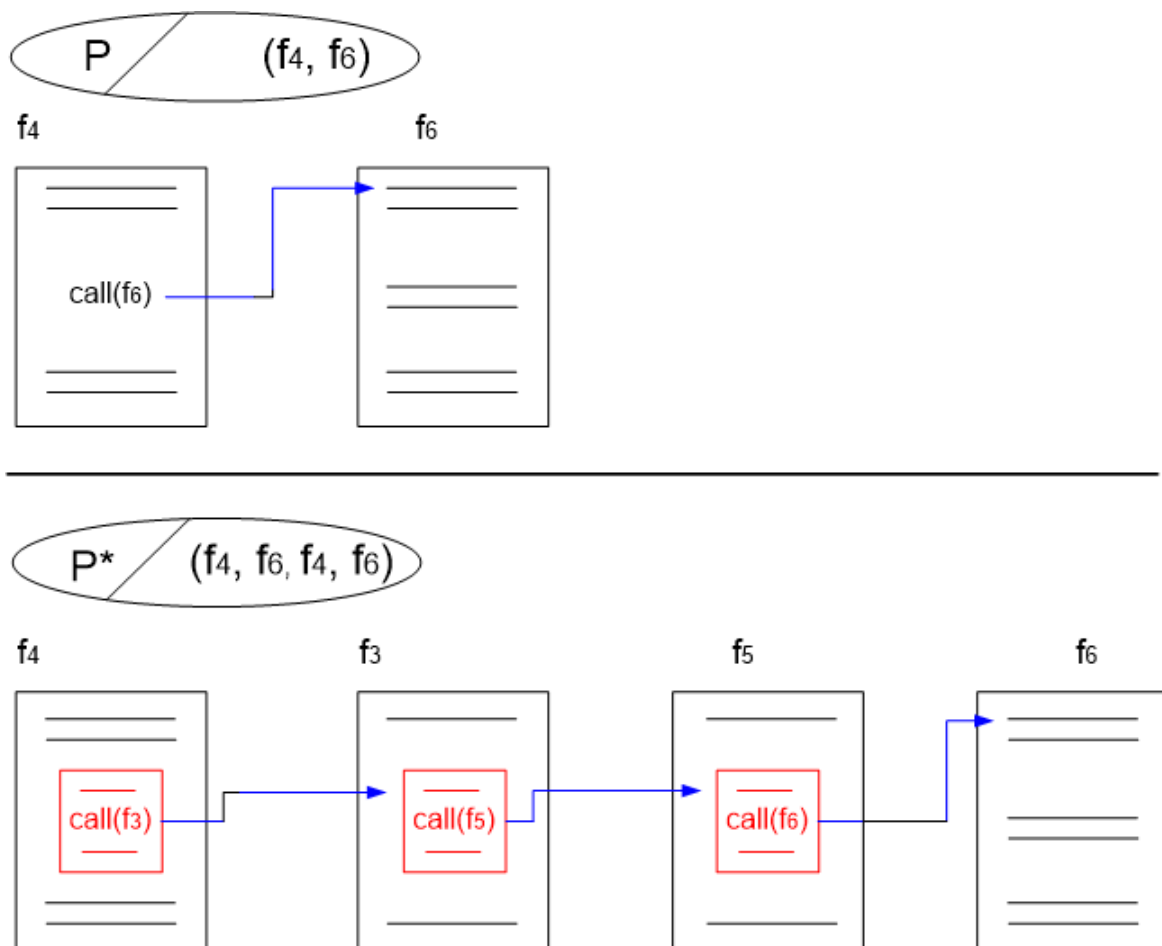 P (f4, f6)
f4 f6
call(f6)
P* (f4, f6, f4, f6)
f4 f3 f5 f6
call(f3) call(f5) call(f6)